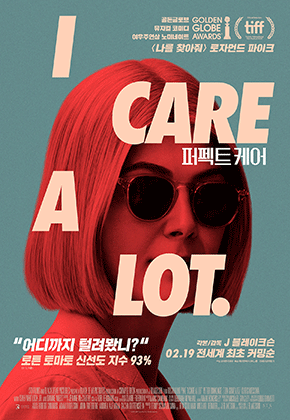 골든글로브
뮤지컬 코미디
여우주연상 노미네이트
GOLDEN
GLOBE
AWARDS
tiff
<나를 찾아줘> 로자먼드 파이크
I
CARE
퍼펙트 케어
A
LOT.
"어디까지 털려봤니?"
로튼 토마토 신선도 지수 93%
각본/감독 J 블레이크슨
02.19 전세계 최초 커밍순